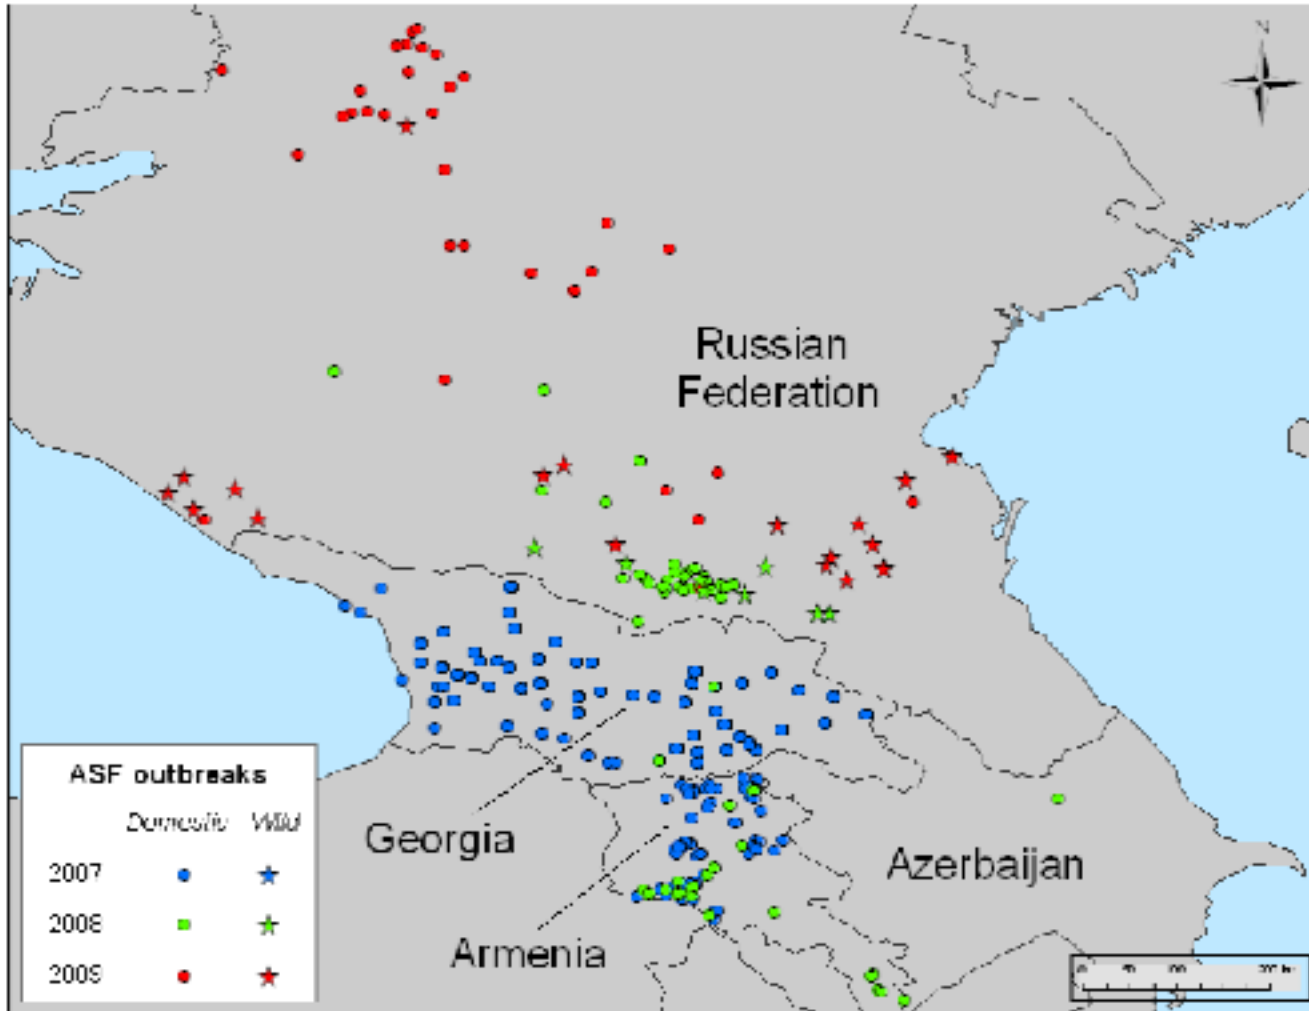 N
Russian
Federation
ASF outbreaks
Domestic Wild
2007
2008
2009
Georgia
Armenia
Azerbaijan